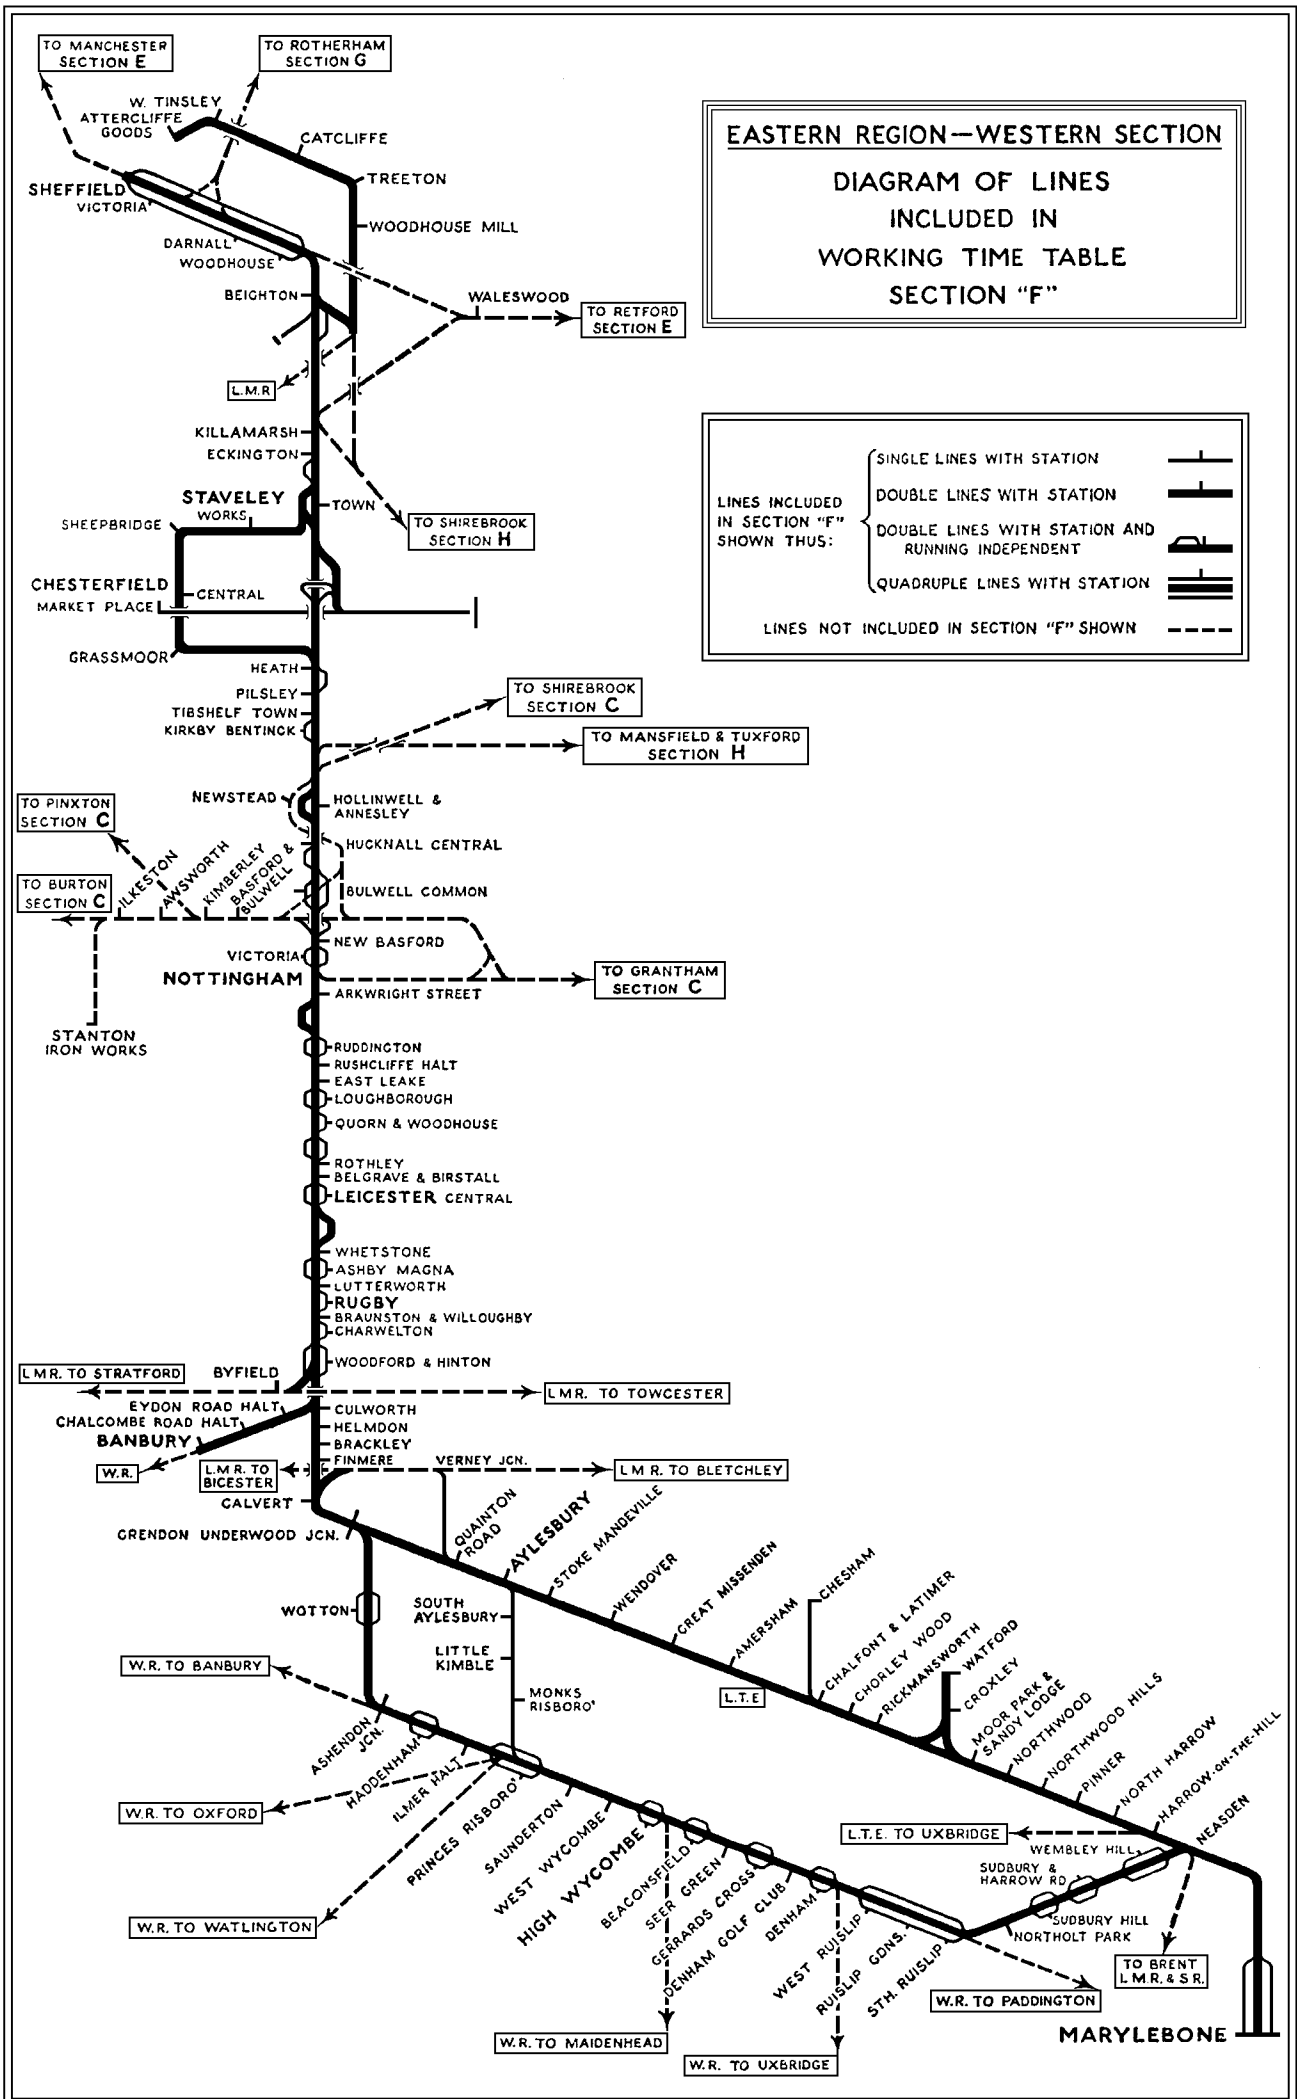 TO MANCHESTER
SECTION E
TO ROTHERHAM
SECTION G
W. TINSLEY
ATTERCLIFFE
GOODS
CATCLIFFE
TREETON
SHEFFIELD
VICTORIA
WOODHOUSE MILL
DARNALL
WOODHOUSE
BEIGHTON
WALESWOOD
TO RETFORD
SECTION E
L.M.R
EASTERN REGION—WESTERN SECTION
DIAGRAM OF LINES
INCLUDED IN
WORKING TIME TABLE
SECTION "F"
LINES INCLUDED
IN SECTION "F"
SHOWN THUS:
SINGLE LINES WITH STATION
DOUBLE LINES WITH STATION
DOUBLE LINES WITH STATION AND
RUNNING INDEPENDENT
QUADRUPLE LINES WITH STATION
LINES NOT INCLUDED IN SECTION "F" SHOWN
KILLAMARSH
ECKINGTON
STAVELEY
WORKS
TOWN
SHEEPBRIDGE
TO SHIREBROOK
SECTION H
CHESTERFIELD
CENTRAL
MARKET PLACE
GRASSMOOR
HEATH
PILSLEY
TIBSHELF TOWN
KIRKBY BENTINCK
TO SHIREBROOK
SECTION C
TO MANSFIELD & TUXFORD
SECTION H
NEWSTEAD
HOLLINWELL &
ANNESLEY
TO PINXTON
SECTION C
HUCKNALL CENTRAL
TO BURTON
SECTION C
ILKESTON
AWSWORTH
KIMBERLEY
BASFORD &
BULWELL
BULWELL COMMON
NEW BASFORD
VICTORIA
NOTTINGHAM
TO GRANTHAM
SECTION C
ARKWRIGHT STREET
STANTON
IRON WORKS
RUDDINGTON
RUSHCLIFFE HALT
EAST LEAKE
LOUGHBOROUGH
QUORN & WOODHOUSE
ROTHLEY
BELGRAVE & BIRSTALL
LEICESTER CENTRAL
WHETSTONE
ASHBY MAGNA
LUTTERWORTH
RUGBY
BRAUNSTON & WILLOUGHBY
CHARWELTON
WOODFORD & HINTON
L.M.R. TO STRATFORD
BYFIELD
L.M.R. TO TOWCESTER
EYDON ROAD HALT
CHALCOMBE ROAD HALT
BANBURY
W.R.
CULWORTH
HELMDON
BRACKLEY
FINMERE
L.M.R. TO
BICESTER
VERNEY JCN.
L.M.R. TO BLETCHLEY
CALVERT
GRENDON UNDERWOOD JCN.
QUAINTON
ROAD
AYLESBURY
STOKE MANDEVILLE
WENDOVER
GREAT MISSENDEN
AMERSHAM
CHESHAM
CHALFONT & LATIMER
CHORLEY WOOD
RICKMANSWORTH
WATFORD
CROXLEY
MOOR PARK &
SANDY LODGE
NORTHWOOD
NORTHWOOD HILLS
PINNER
NORTH HARROW
HARROW-ON-THE-HILL
NEASDEN
L.T.E
WOTTON
SOUTH
AYLESBURY
LITTLE
KIMBLE
MONKS
RISBORO'
W.R. TO BANBURY
ASHENDON
JCN.
HADDENHAM
ILMER HALT
PRINCES RISBORO'
SAUNDERTON
WEST WYCOMBE
HIGH WYCOMBE
BEACONSFIELD
SEER GREEN
GERRARDS CROSS
DENHAM GOLF CLUB
DENHAM
WEST RUISLIP
RUISLIP GDNS.
STH. RUISLIP
W.R. TO OXFORD
W.R. TO WATLINGTON
L.T.E. TO UXBRIDGE
WEMBLEY HILL
SUDBURY &
HARROW RD
SUDBURY HILL
NORTHOLT PARK
TO BRENT
L.M.R. & S.R.
W.R. TO PADDINGTON
W.R. TO MAIDENHEAD
W.R. TO UXBRIDGE
MARYLEBONE